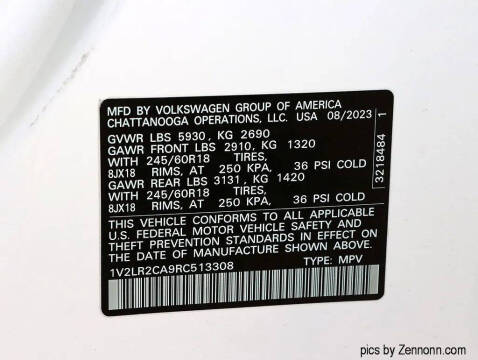 MFD BY VOLKSWAGEN GROUP OF AMERICA
CHATTANOOGA OPERATIONS, LLC. USA 08/2023
GVWR LBS 5930, KG 2690
GAWR FRONT LBS 2910, KG 1320
WITH 245/60R18 TIRES,
8JX18 RIMS, AT 250 KPA, 36 PSI COLD
GAWR REAR LBS 3131, KG 1420
WITH 245/60R18 TIRES,
8JX18 RIMS, AT 250 KPA, 36 PSI COLD
THIS VEHICLE CONFORMS TO ALL APPLICABLE
U.S. FEDERAL MOTOR VEHICLE SAFETY AND
THEFT PREVENTION STANDARDS IN EFFECT ON
THE DATE OF MANUFACTURE SHOWN ABOVE.
1V2LR2CA9RC513308 TYPE: MPV
3218484 1
pics by Zennonn.com